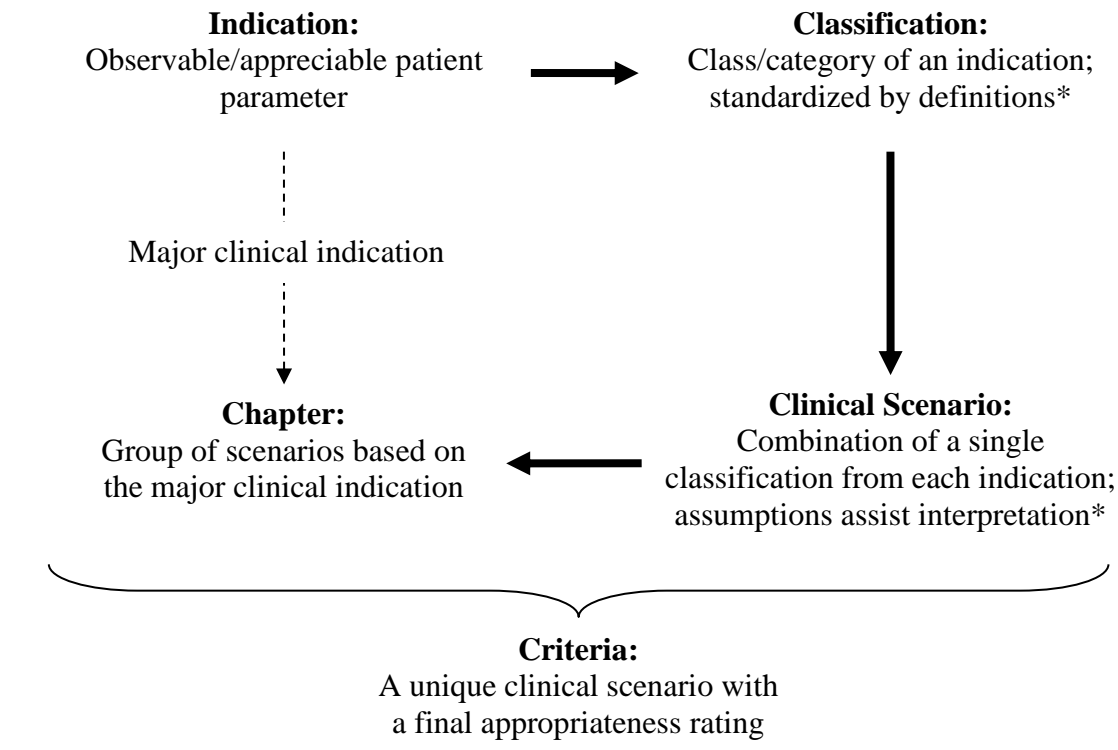 Indication:
Observable/appreciable patient
parameter
Classification:
Class/category of an indication;
standardized by definitions*
Major clinical indication
Chapter:
Group of scenarios based on
the major clinical indication
Clinical Scenario:
Combination of a single
classification from each indication;
assumptions assist interpretation*
Criteria:
A unique clinical scenario with
a final appropriateness rating